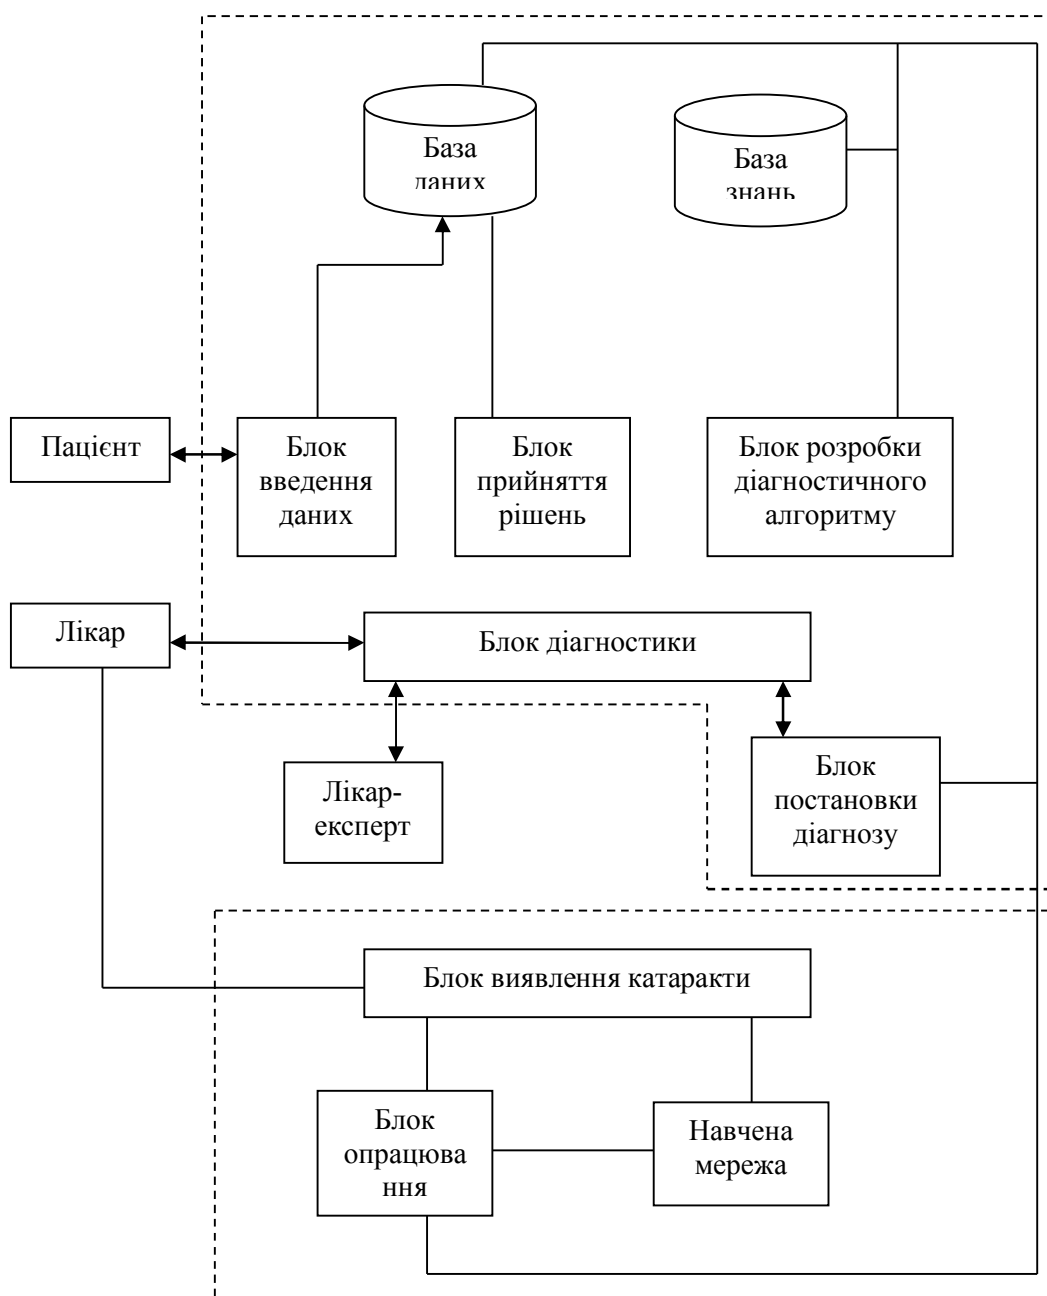 База
даних
База
знань
Пацієнт
Блок
введення
даних
Блок
прийняття
рішень
Блок розробки
діагностичного
алгоритму
Лікар
Блок діагностики
Лікар-
експерт
Блок
постановки
діагнозу
Блок виявлення катаракти
Блок
опрацюва
ння
Навчена
мережа